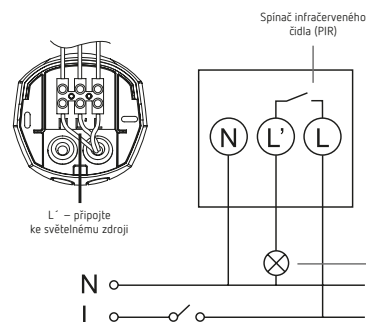 Spínač infračerveného
čidla (PIR)
N L' L
L´ – připojte
ke světelnému zdroji
N
L